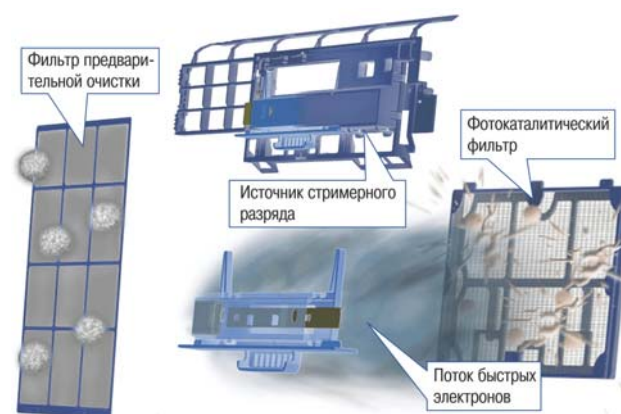 Фильтр предвари-
тельной очистки
Фотокаталитический
фильтр
Источник стримерного
разряда
Поток быстрых
электронов